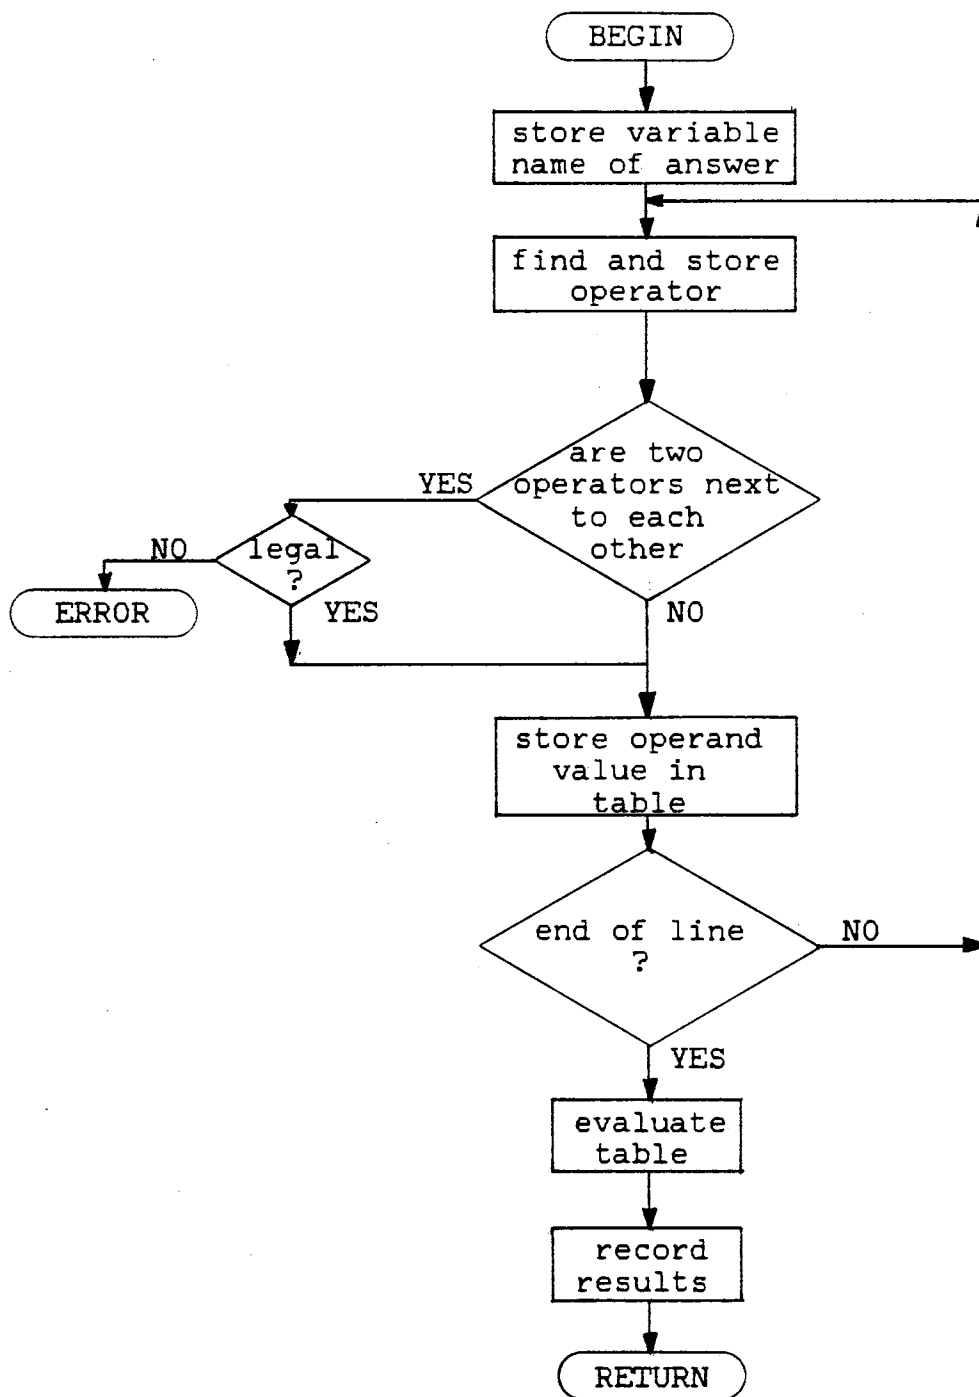 BEGIN
store variable
name of answer
find and store
operator
are two
operators next
to each
other
YES
legal
?
NO
ERROR
YES
NO
store operand
value in
table
end of line
?
NO
YES
evaluate
table
record
results
RETURN